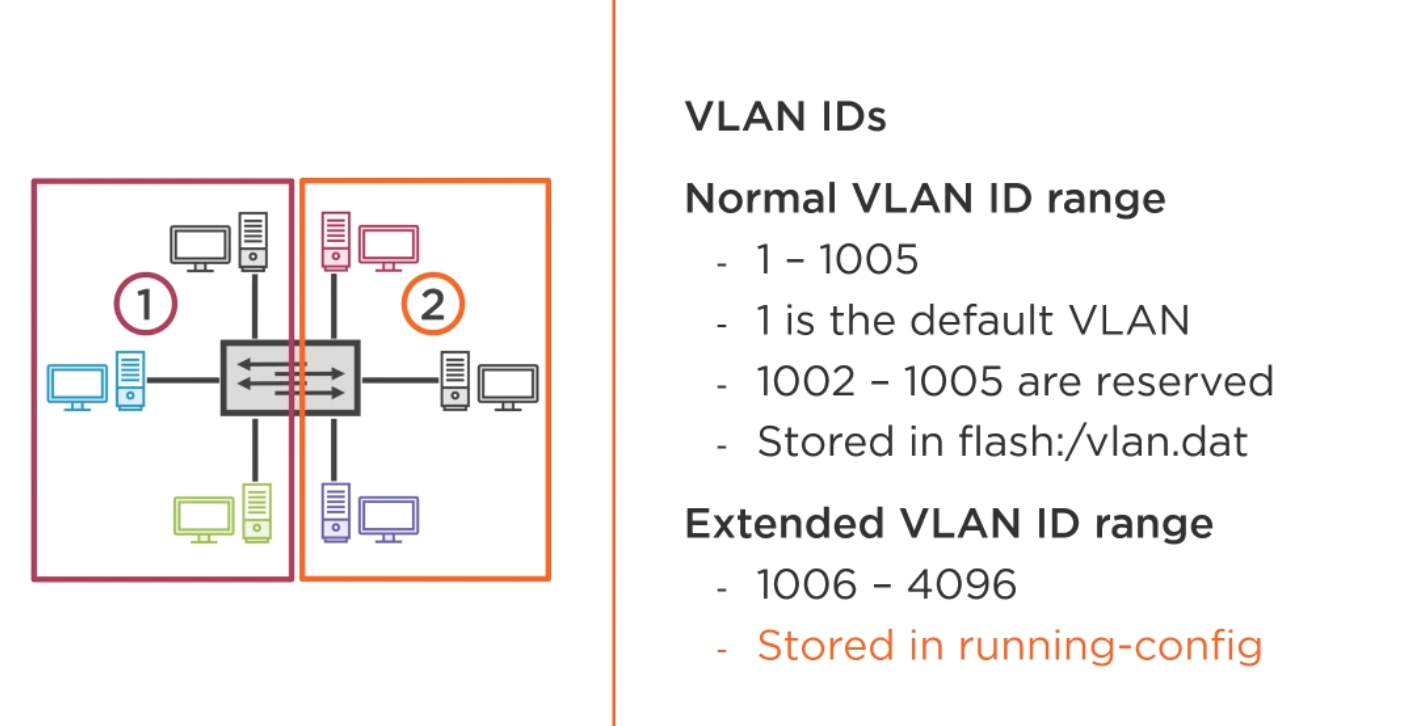 1
2
VLAN IDs
Normal VLAN ID range
- 1 – 1005
- 1 is the default VLAN
- 1002 – 1005 are reserved
- Stored in flash:/vlan.dat
Extended VLAN ID range
- 1006 – 4096
- Stored in running-config